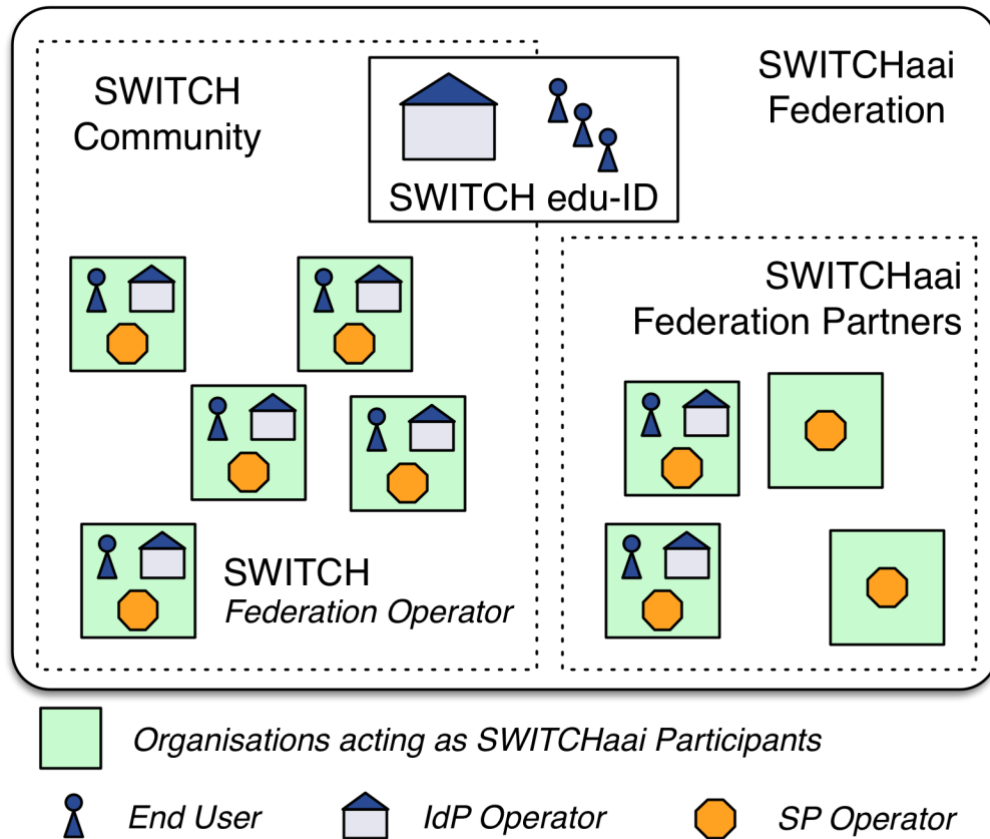 SWITCH
Community
SWITCHaai
Federation
SWITCH edu-ID
SWITCHaai
Federation Partners
SWITCH
Federation Operator
Organisations acting as SWITCHaai Participants
End User
IdP Operator
SP Operator